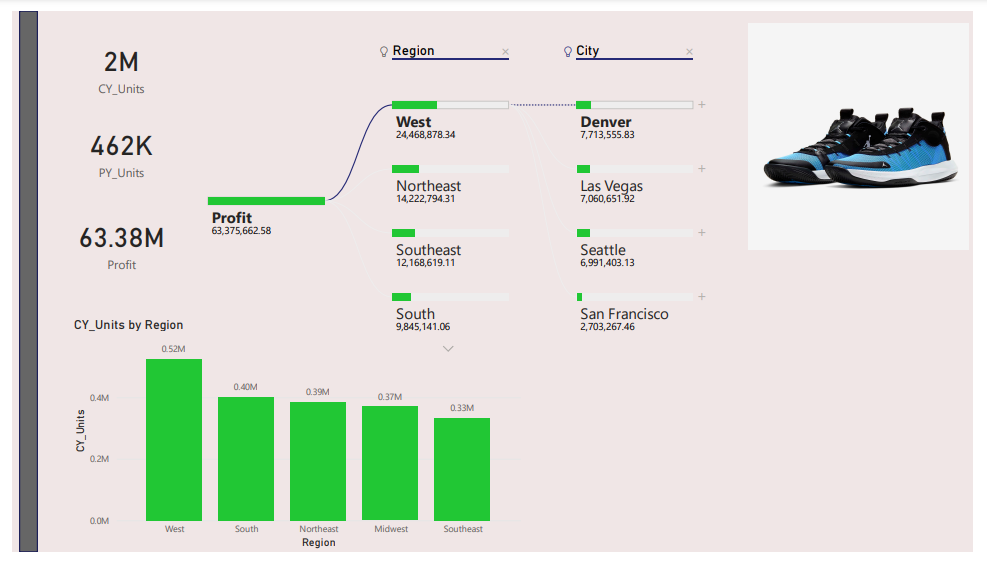 2M
CY_Units
462K
PY_Units
63.38M
Profit
Profit
63,375,662.58
Region
West
24,468,878.34
Northeast
14,222,794.31
Southeast
12,168,619.11
South
9,845,141.06
City
Denver
7,713,555.83
Las Vegas
7,060,651.92
Seattle
6,991,403.13
San Francisco
2,703,267.46
CY_Units by Region
CY_Units
0.4M
0.2M
0.0M
0.52M
0.40M
0.39M
0.37M
0.33M
West
South
Northeast
Midwest
Southeast
Region